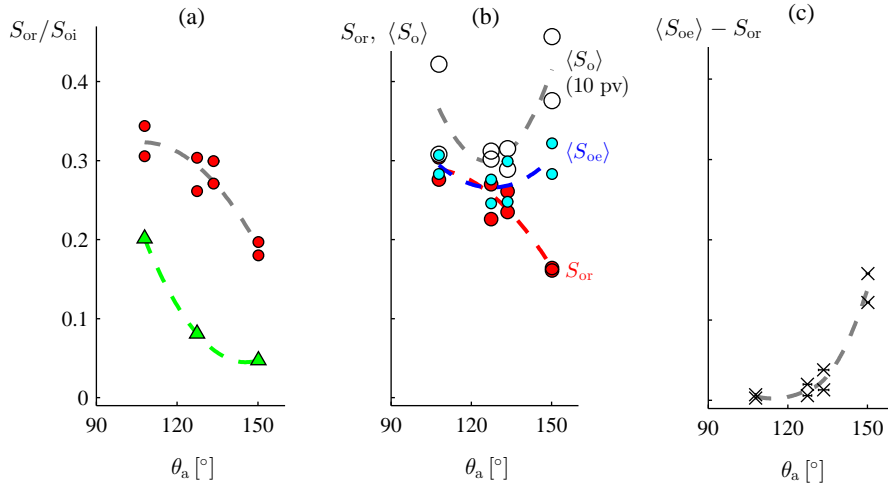 (a)
(b)
(c)
S_or/S_oi
S_or, ⟨S_o⟩
⟨S_oe⟩ − S_or
0.4
0.3
0.2
0.1
0
⟨S_o⟩
(10 pv)
⟨S_oe⟩
S_or
90 120 150
90 120 150
90 120 150
θ_a [°]
θ_a [°]
θ_a [°]